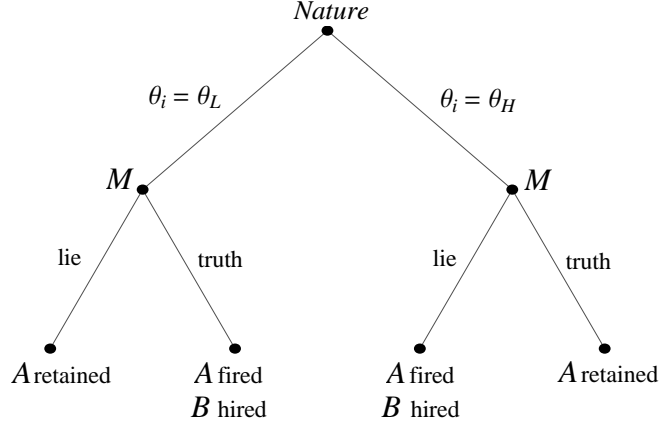 Nature
θi = θL
θi = θH
M
M
lie
truth
lie
truth
A retained
A fired
B hired
A fired
B hired
A retained